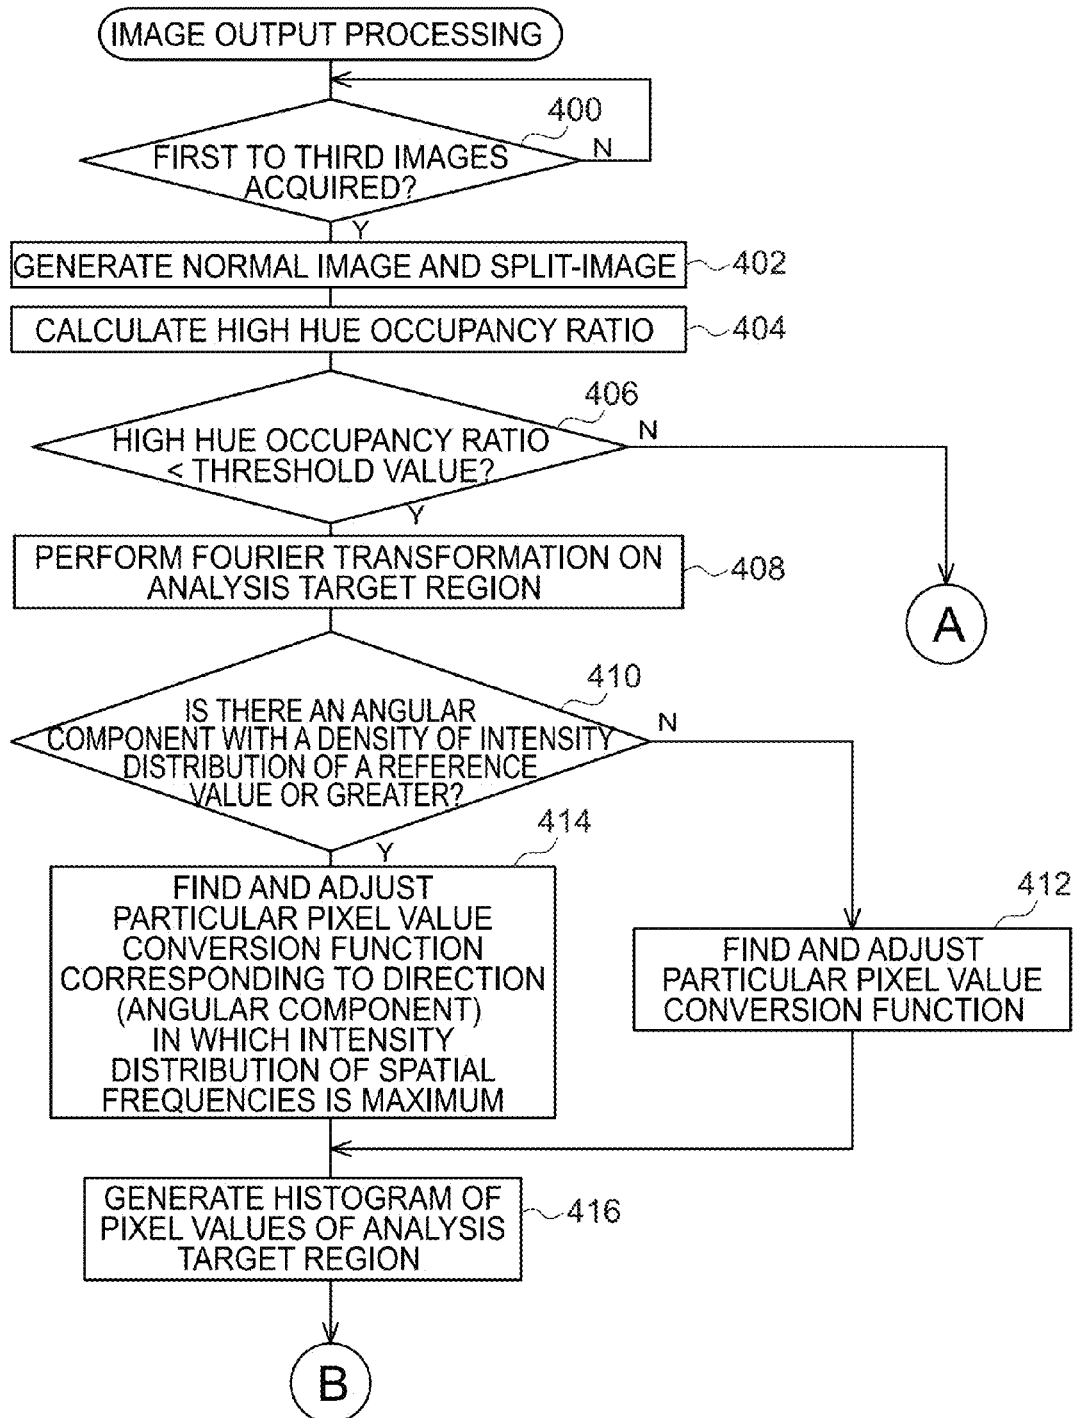 IMAGE OUTPUT PROCESSING
400
N
FIRST TO THIRD IMAGES
ACQUIRED?
Y
GENERATE NORMAL IMAGE AND SPLIT-IMAGE
402
CALCULATE HIGH HUE OCCUPANCY RATIO
404
406
N
HIGH HUE OCCUPANCY RATIO
< THRESHOLD VALUE?
Y
PERFORM FOURIER TRANSFORMATION ON
ANALYSIS TARGET REGION
408
A
410
N
IS THERE AN ANGULAR
COMPONENT WITH A DENSITY OF INTENSITY
DISTRIBUTION OF A REFERENCE
VALUE OR GREATER?
Y
414
FIND AND ADJUST
PARTICULAR PIXEL VALUE
CONVERSION FUNCTION
CORRESPONDING TO DIRECTION
(ANGULAR COMPONENT)
IN WHICH INTENSITY
DISTRIBUTION OF SPATIAL
FREQUENCIES IS MAXIMUM
412
FIND AND ADJUST
PARTICULAR PIXEL VALUE
CONVERSION FUNCTION
GENERATE HISTOGRAM OF
PIXEL VALUES OF ANALYSIS
TARGET REGION
416
B